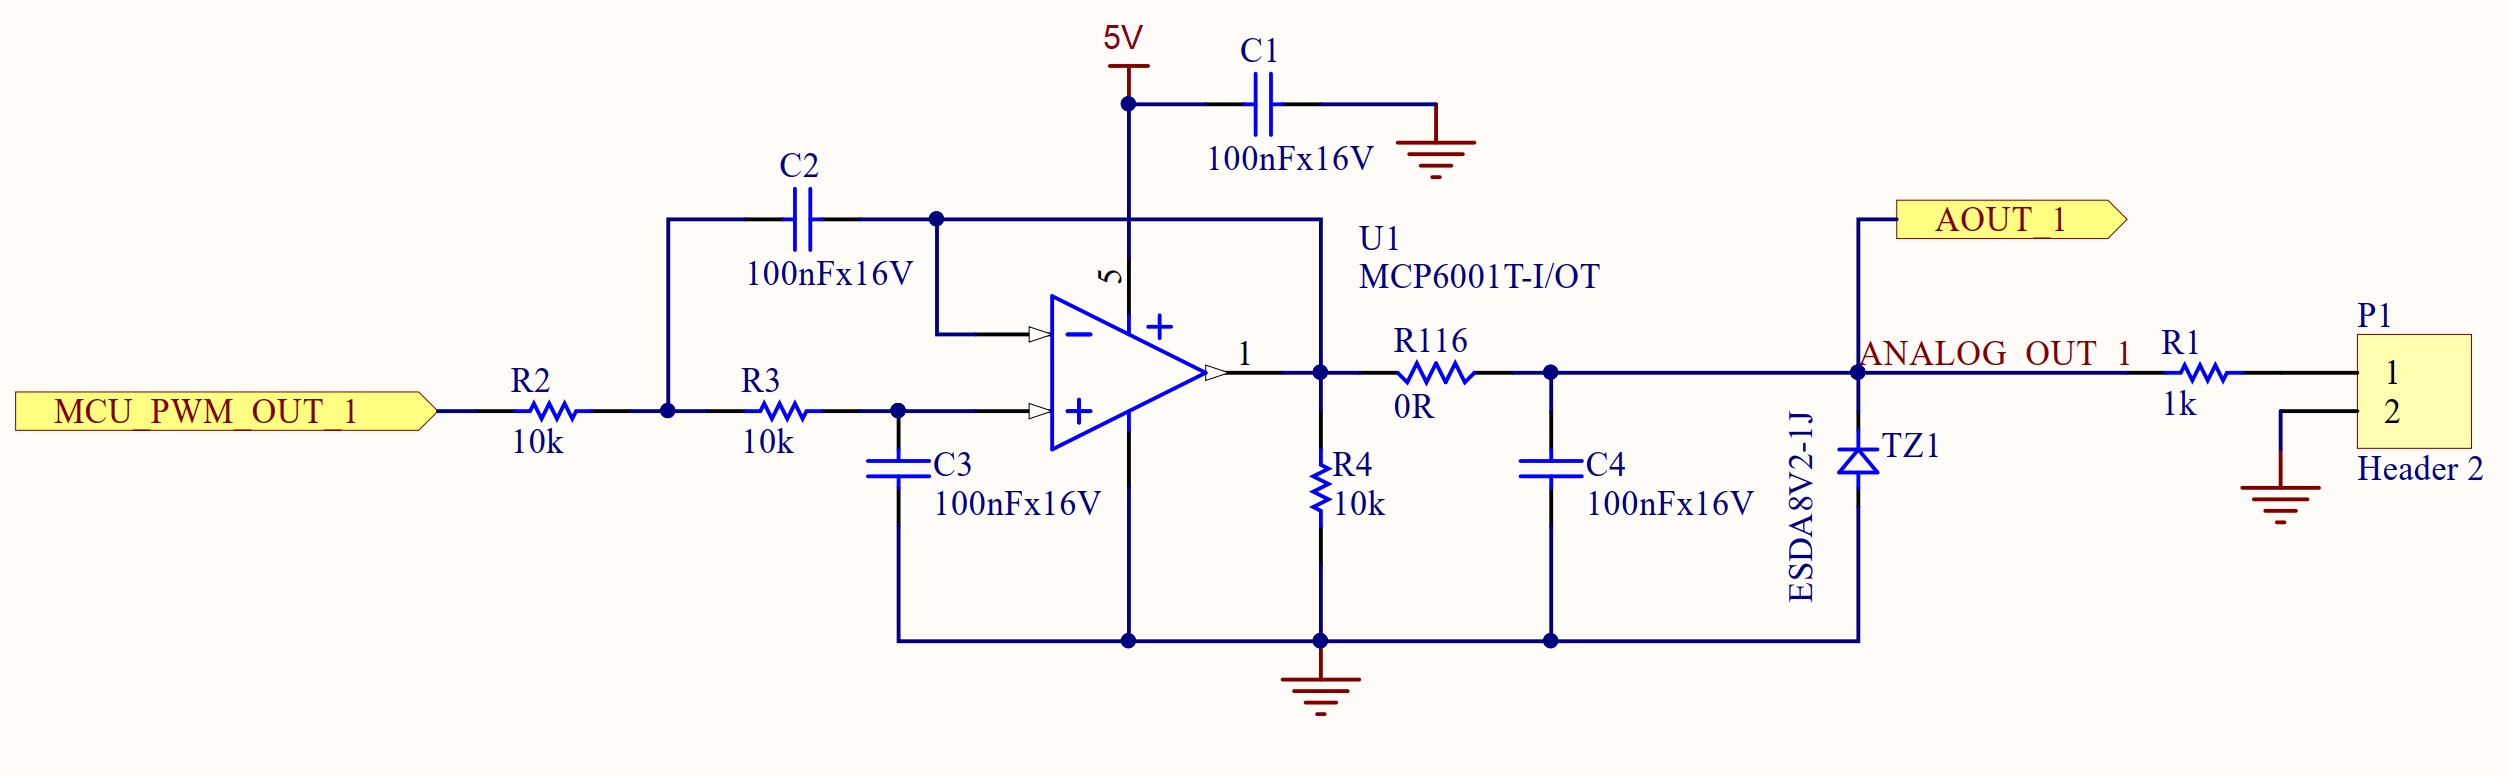 5V
C1
100nFx16V
C2
100nFx16V
U1
MCP6001T-I/OT
5
1
AOUT_1
MCU_PWM_OUT_1
R2
10k
R3
10k
C3
100nFx16V
R116
0R
R4
10k
C4
100nFx16V
ANALOG_OUT_1
TZ1
ESDA8V2-1J
R1
1k
P1
1
2
Header 2